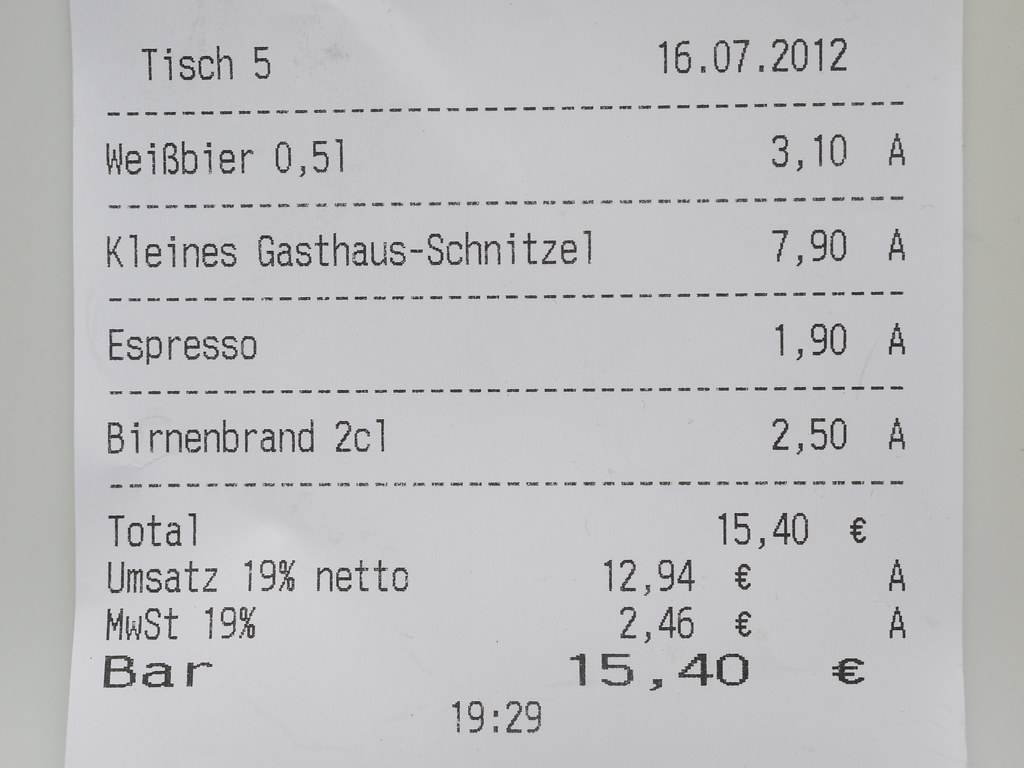 Tisch 5 16.07.2012
Weißbier 0,5l 3,10 A
Kleines Gasthaus-Schnitzel 7,90 A
Espresso 1,90 A
Birnenbrand 2cl 2,50 A
Total 15,40 €
Umsatz 19% netto 12,94 € A
MwSt 19% 2,46 € A
Bar 15,40 €
19:29